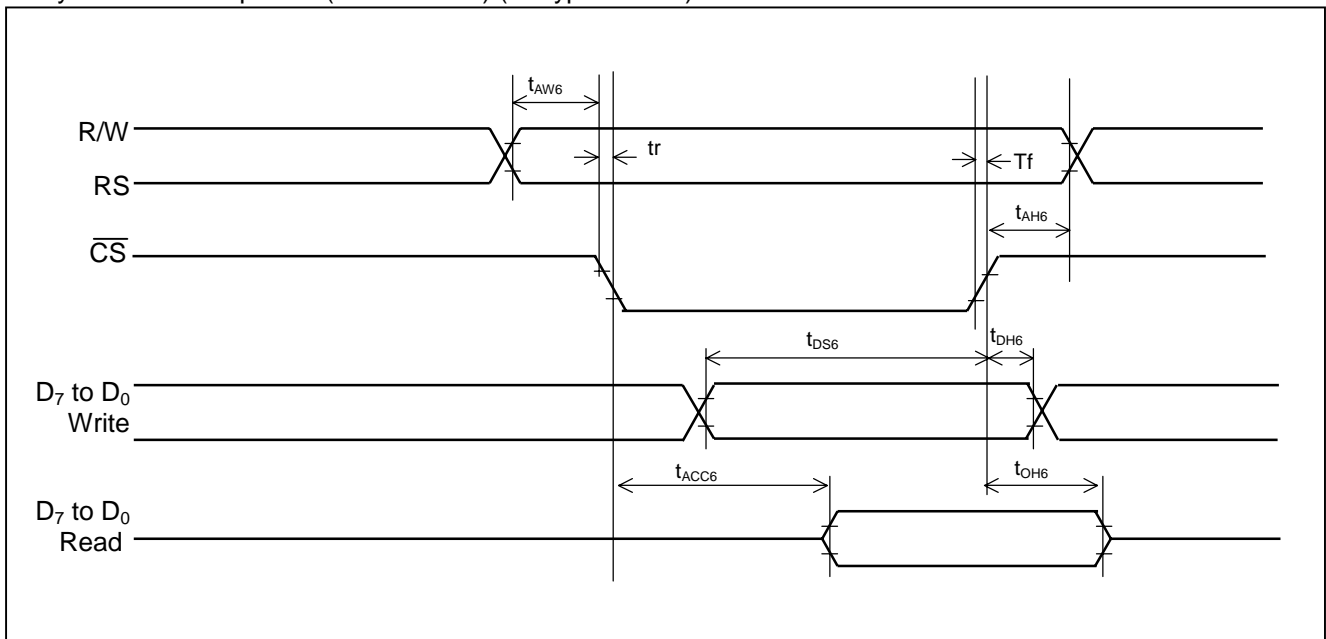 tAW6
R/W
tr
Tf
RS
tAH6
CS
tDS6
tDH6
D7 to D0
Write
tACC6
tOH6
D7 to D0
Read